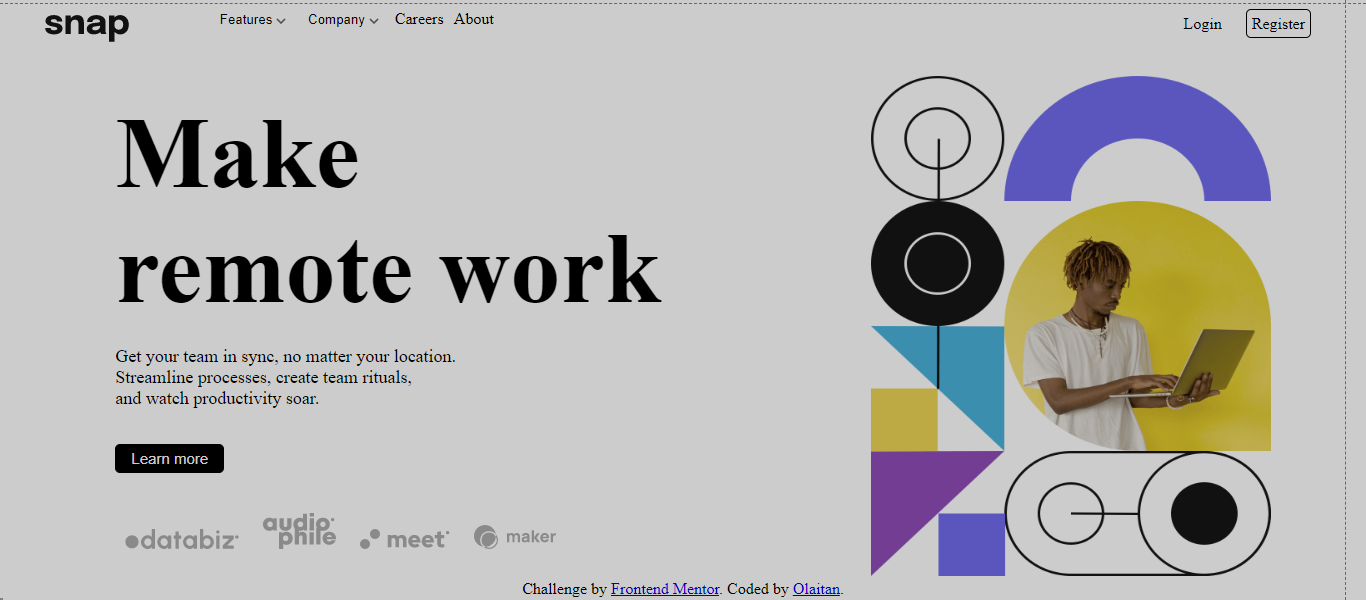 snap Features Company Careers About Login Register
Make
remote work
Get your team in sync, no matter your location.
Streamline processes, create team rituals,
and watch productivity soar.
Learn more
databiz audiophile meet maker
Challenge by Frontend Mentor. Coded by Olaitan.